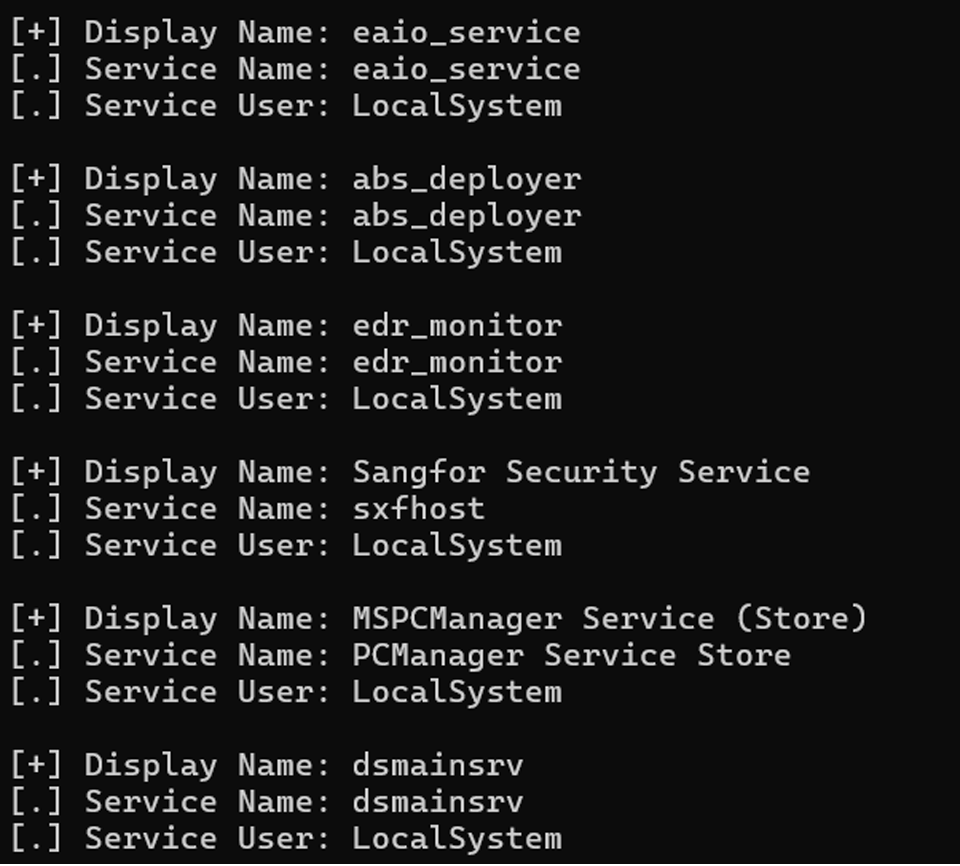 [+] Display Name: eaio_service
[.] Service Name: eaio_service
[.] Service User: LocalSystem
[+] Display Name: abs_deployer
[.] Service Name: abs_deployer
[.] Service User: LocalSystem
[+] Display Name: edr_monitor
[.] Service Name: edr_monitor
[.] Service User: LocalSystem
[+] Display Name: Sangfor Security Service
[.] Service Name: sxfhost
[.] Service User: LocalSystem
[+] Display Name: MSPCManager Service (Store)
[.] Service Name: PCManager Service Store
[.] Service User: LocalSystem
[+] Display Name: dsmainsrv
[.] Service Name: dsmainsrv
[.] Service User: LocalSystem